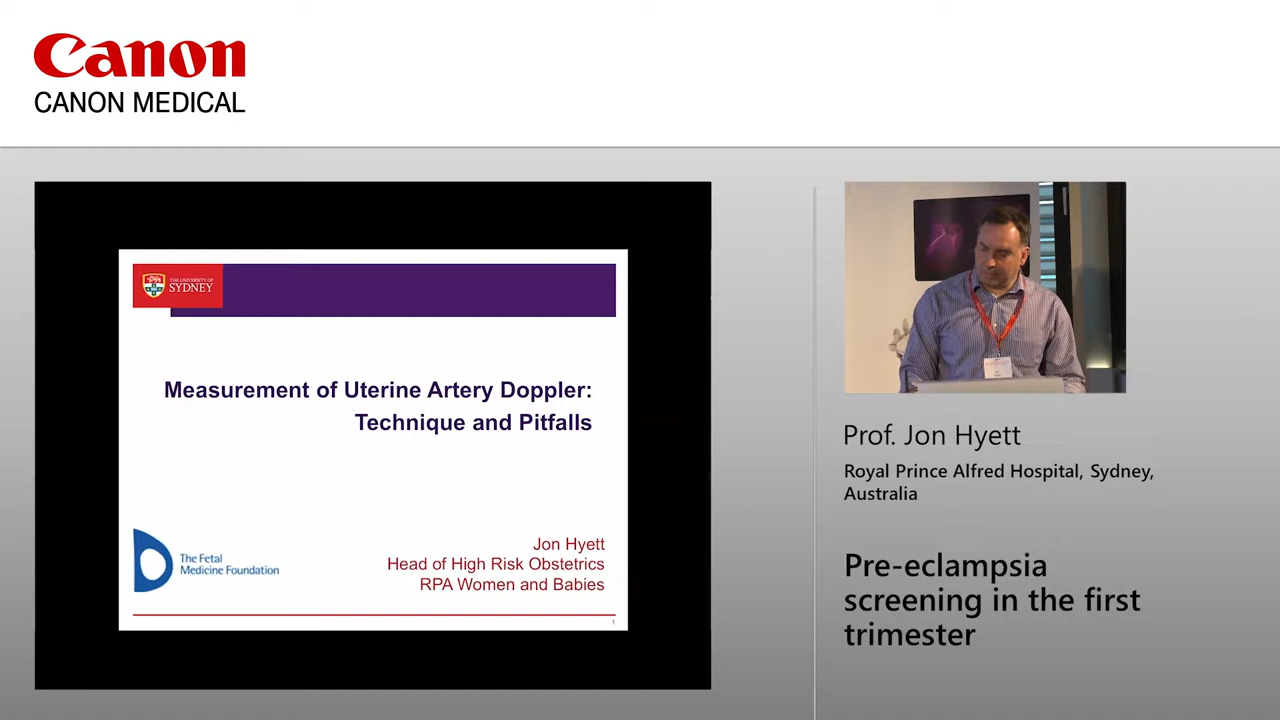 Canon
CANON MEDICAL
THE UNIVERSITY OF
SYDNEY
Measurement of Uterine Artery Doppler:
Technique and Pitfalls
The Fetal
Medicine Foundation
Jon Hyett
Head of High Risk Obstetrics
RPA Women and Babies
1
Prof. Jon Hyett
Royal Prince Alfred Hospital, Sydney,
Australia
Pre-eclampsia
screening in the first
trimester